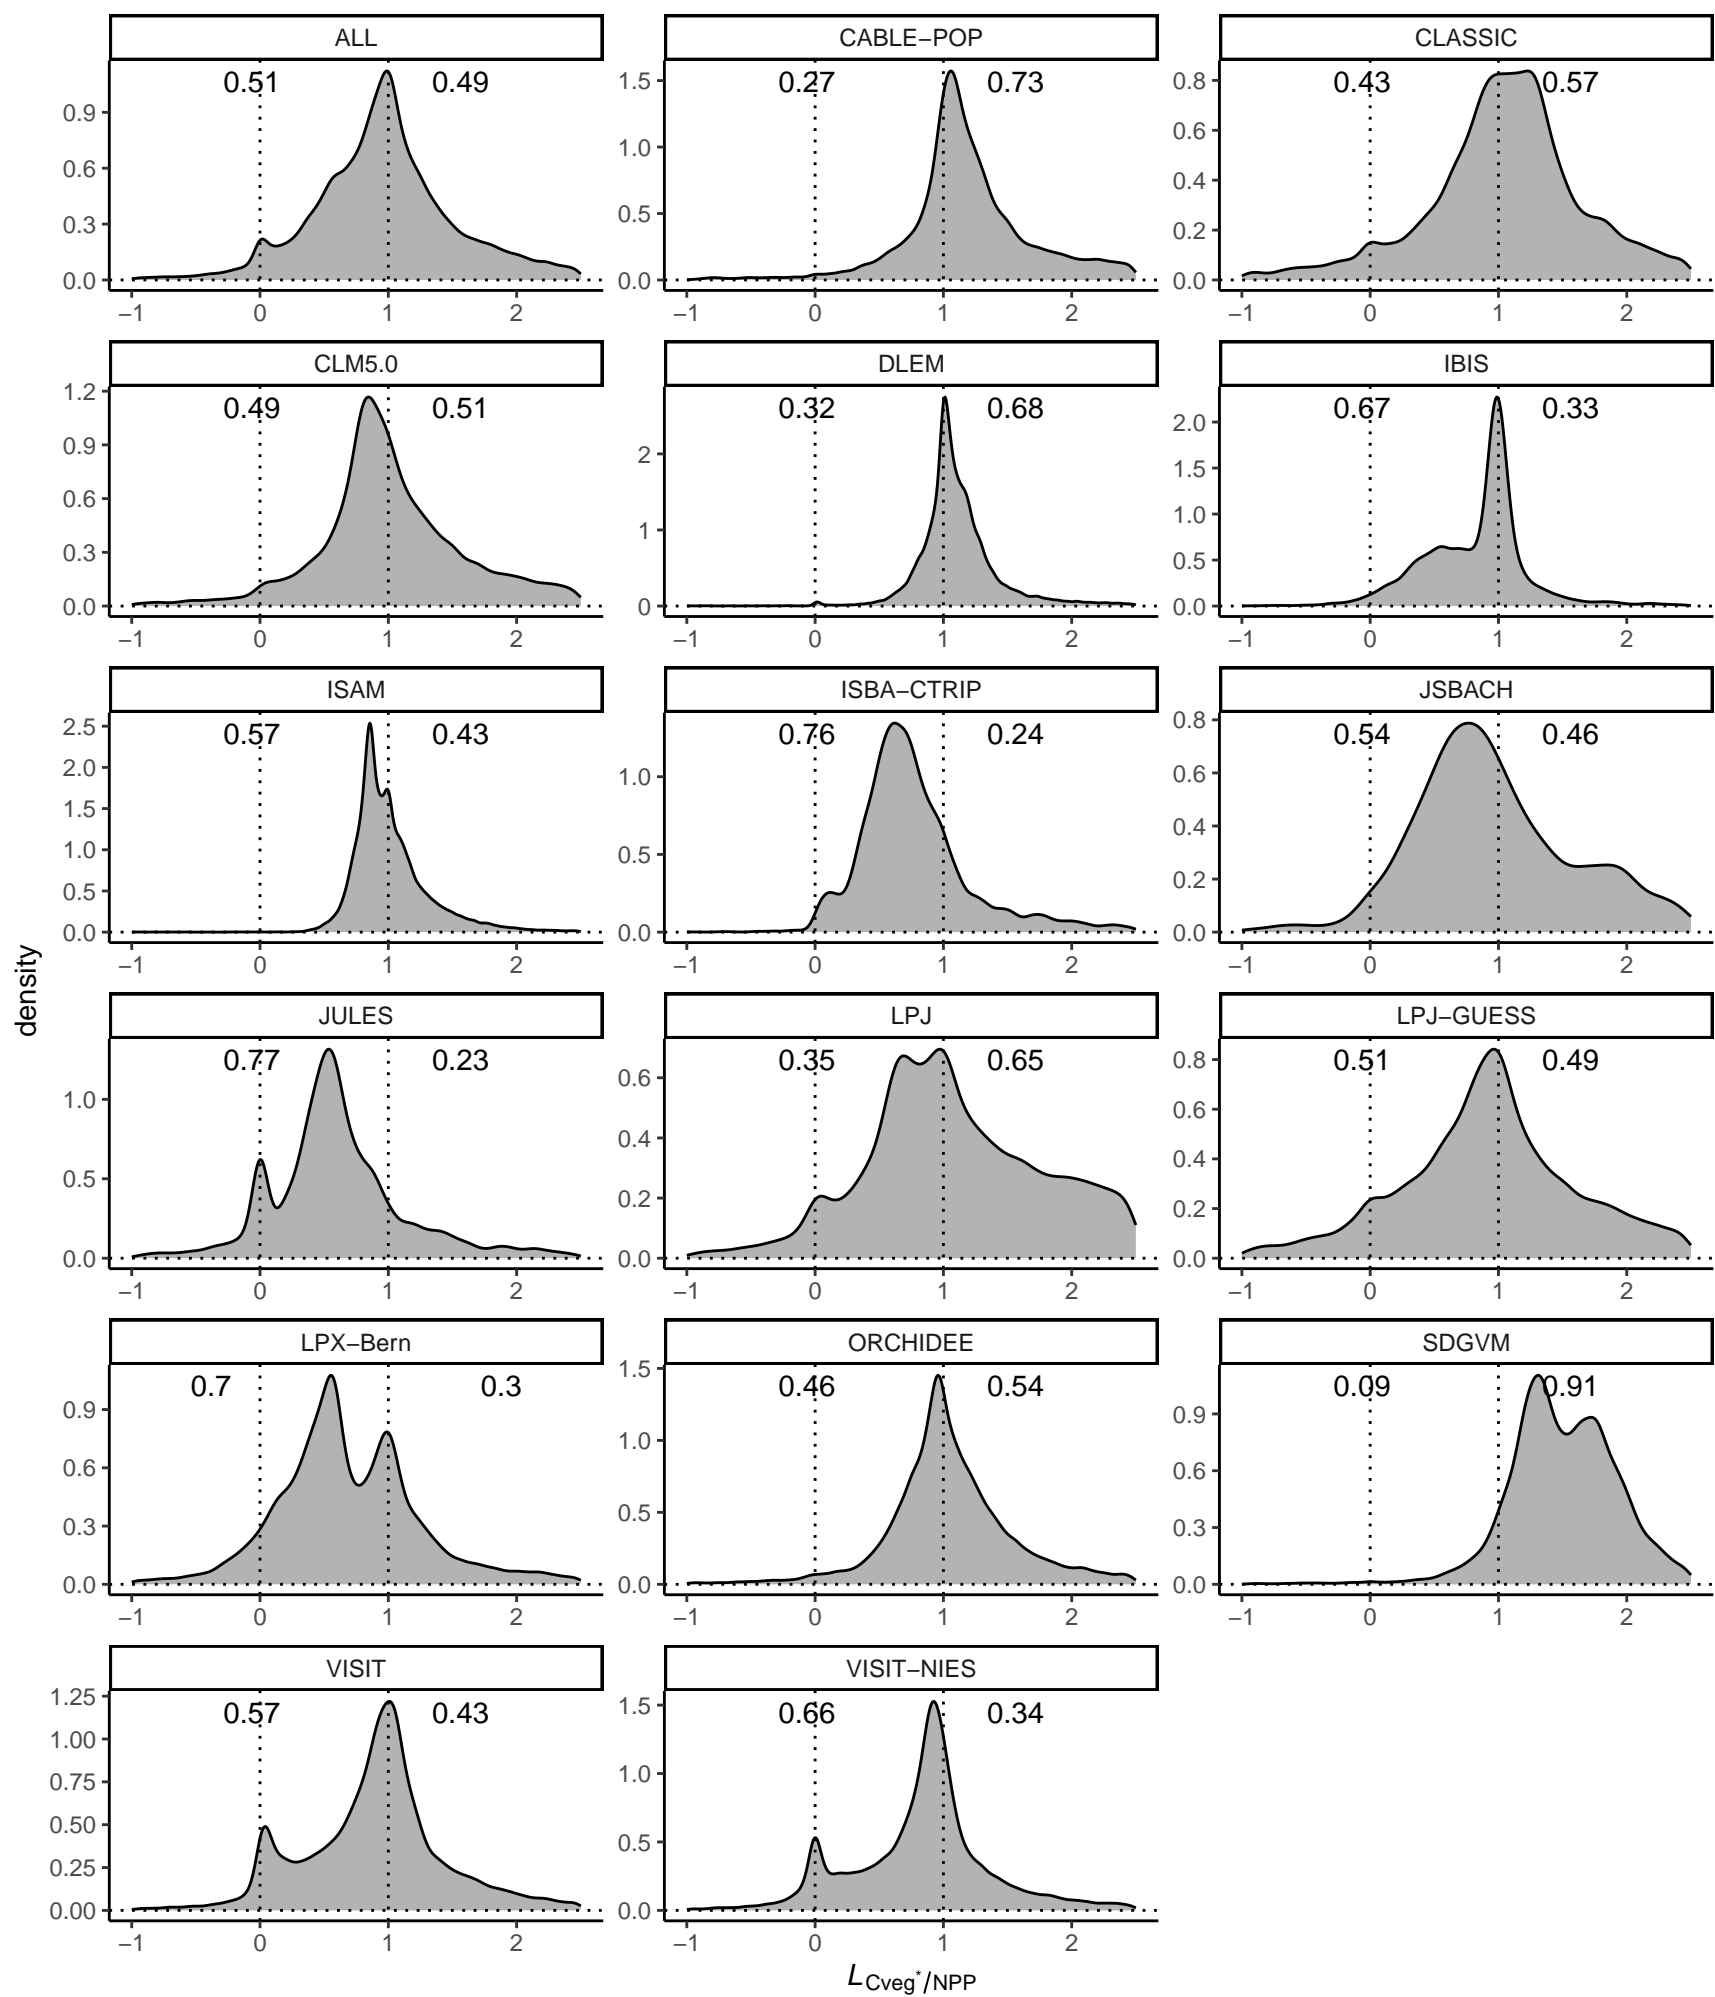 ALL CABLE−POP CLASSIC
0.51 0.49 0.27 0.73 0.43 0.57
0.9 0.6 0.3 0.0
1.5 1.0 0.5 0.0
0.8 0.6 0.4 0.2 0.0
−1 0 1 2 −1 0 1 2 −1 0 1 2
CLM5.0 DLEM IBIS
0.49 0.51 0.32 0.68 0.67 0.33
1.2 0.9 0.6 0.3 0.0
2 1 0
2.0 1.5 1.0 0.5 0.0
−1 0 1 2 −1 0 1 2 −1 0 1 2
ISAM ISBA−CTRIP JSBACH
0.57 0.43 0.76 0.24 0.54 0.46
2.5 2.0 1.5 1.0 0.5 0.0
1.0 0.5 0.0
0.8 0.6 0.4 0.2 0.0
−1 0 1 2 −1 0 1 2 −1 0 1 2
density
JULES LPJ LPJ−GUESS
0.77 0.23 0.35 0.65 0.51 0.49
1.0 0.5 0.0
0.6 0.4 0.2 0.0
0.8 0.6 0.4 0.2 0.0
−1 0 1 2 −1 0 1 2 −1 0 1 2
LPX−Bern ORCHIDEE SDGVM
0.7 0.3 0.46 0.54 0.09 0.91
0.9 0.6 0.3 0.0
1.5 1.0 0.5 0.0
0.9 0.6 0.3 0.0
−1 0 1 2 −1 0 1 2 −1 0 1 2
VISIT VISIT−NIES
0.57 0.43 0.66 0.34
1.25 1.00 0.75 0.50 0.25 0.00
1.5 1.0 0.5 0.0
−1 0 1 2 −1 0 1 2
L Cveg*/NPP